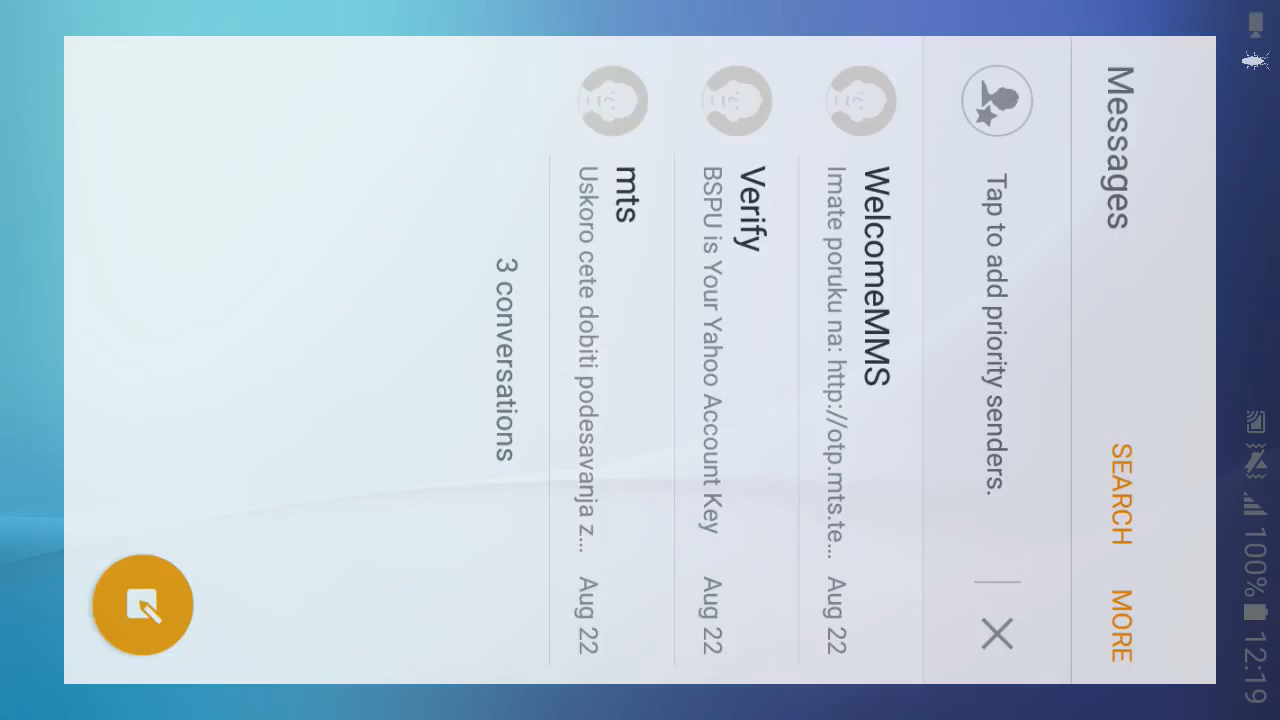 100% 12:19
Messages SEARCH MORE
Tap to add priority senders.
WelcomeMMS
Imate poruku na: http://otp.mts.te... Aug 22
Verify
BSPU is Your Yahoo Account Key Aug 22
mts
Uskoro cete dobiti podesavanja z... Aug 22
3 conversations